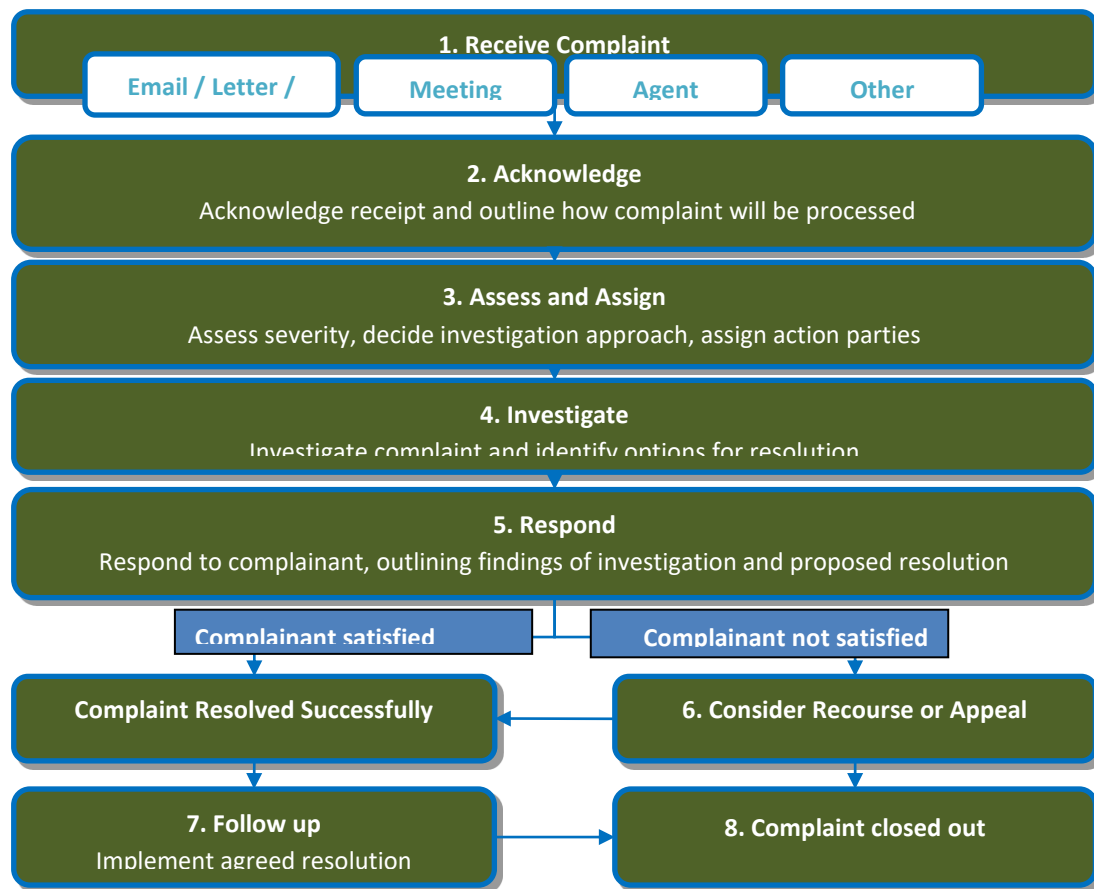 1. Receive Complaint
Email / Letter /
Meeting
Agent
Other
2. Acknowledge
Acknowledge receipt and outline how complaint will be processed
3. Assess and Assign
Assess severity, decide investigation approach, assign action parties
4. Investigate
Investigate complaint and identify options for resolution
5. Respond
Respond to complainant, outlining findings of investigation and proposed resolution
Complainant satisfied
Complainant not satisfied
Complaint Resolved Successfully
6. Consider Recourse or Appeal
7. Follow up
Implement agreed resolution
8. Complaint closed out